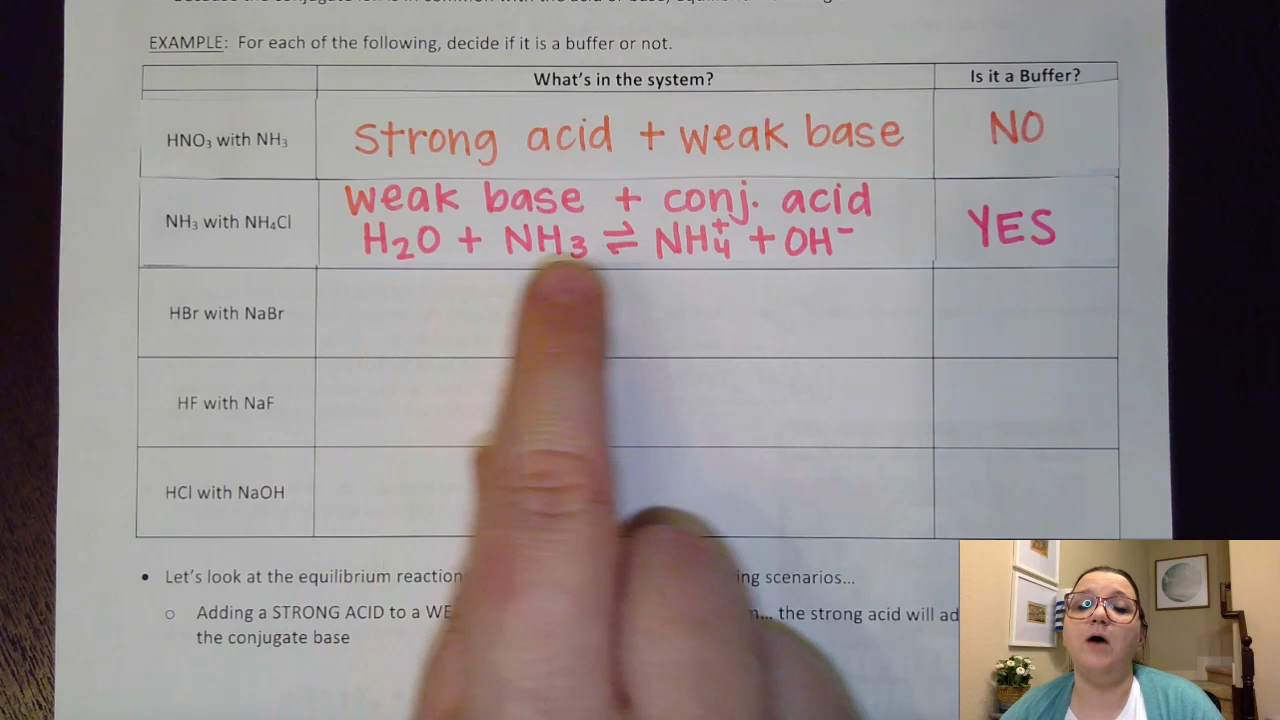 EXAMPLE: For each of the following, decide if it is a buffer or not.
What's in the system? Is it a Buffer?
HNO₃ with NH₃ strong acid + weak base NO
NH₃ with NH₄Cl weak base + conj. acid YES
H₂O + NH₃ ⇌ NH₄⁺ + OH⁻
HBr with NaBr
HF with NaF
HCl with NaOH
• Let's look at the equilibrium reaction scenarios...
o Adding a STRONG ACID to a the strong acid will
the conjugate base